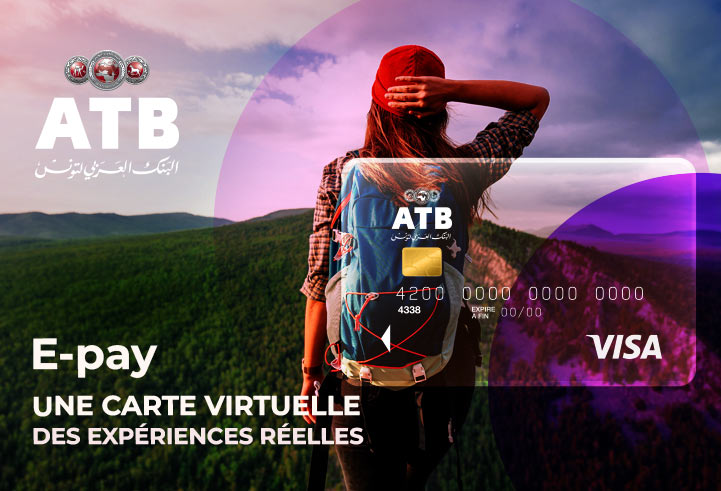 ATB
البنك العربي لتونس
ATB
البنك العربي لتونس
4200 0000 0000 0000
4338
EXPIRE
A FIN
00/00
VISA
E-pay
UNE CARTE VIRTUELLE
DES EXPÉRIENCES RÉELLES